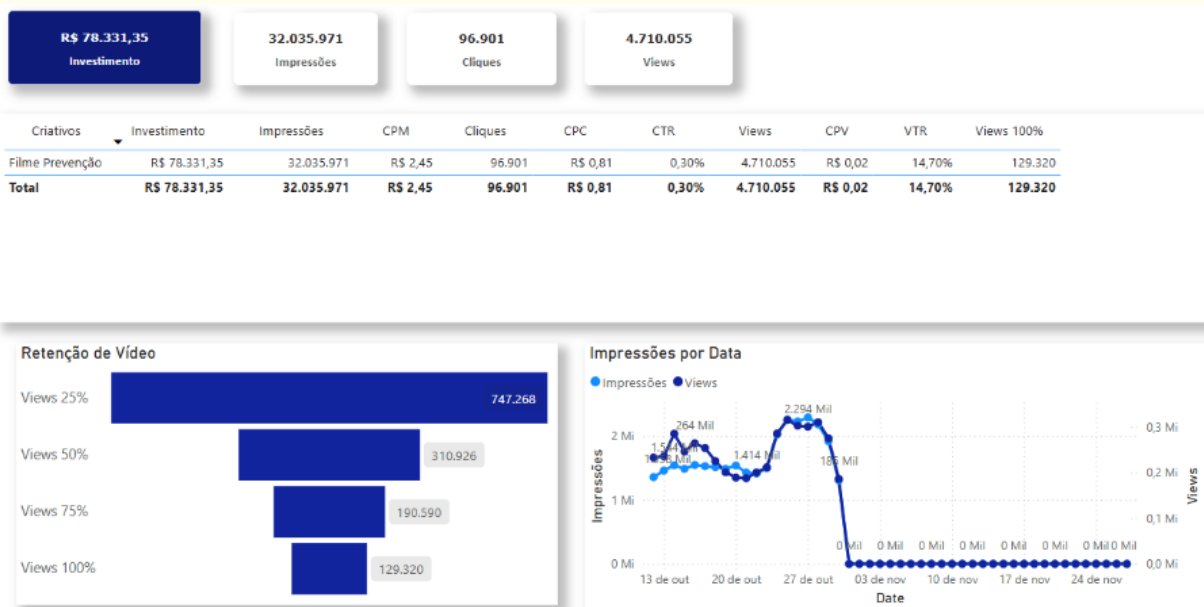 R$ 78.331,35
Investimento
32.035.971
Impressões
96.901
Cliques
4.710.055
Views
Criativos Investimento Impressões CPM Cliques CPC CTR Views CPV VTR Views 100%
Filme Prevenção R$ 78.331,35 32.035.971 R$ 2,45 96.901 R$ 0,81 0,30% 4.710.055 R$ 0,02 14,70% 129.320
Total R$ 78.331,35 32.035.971 R$ 2,45 96.901 R$ 0,81 0,30% 4.710.055 R$ 0,02 14,70% 129.320
Retenção de Vídeo
Views 25% 747.268
Views 50% 310.926
Views 75% 190.590
Views 100% 129.320
Impressões por Data
Impressões Views
2.294 Mil
264 Mil
1.414 Mil
0 Mil 0 Mil 0 Mil 0 Mil 0 Mil 0 Mil 0 Mil 0 Mil
2 Mi
1 Mi
0 Mi
Impressões
0,3 Mi
0,2 Mi
0,1 Mi
0,0 Mi
Views
13 de out 20 de out 27 de out 03 de nov 10 de nov 17 de nov 24 de nov
Date